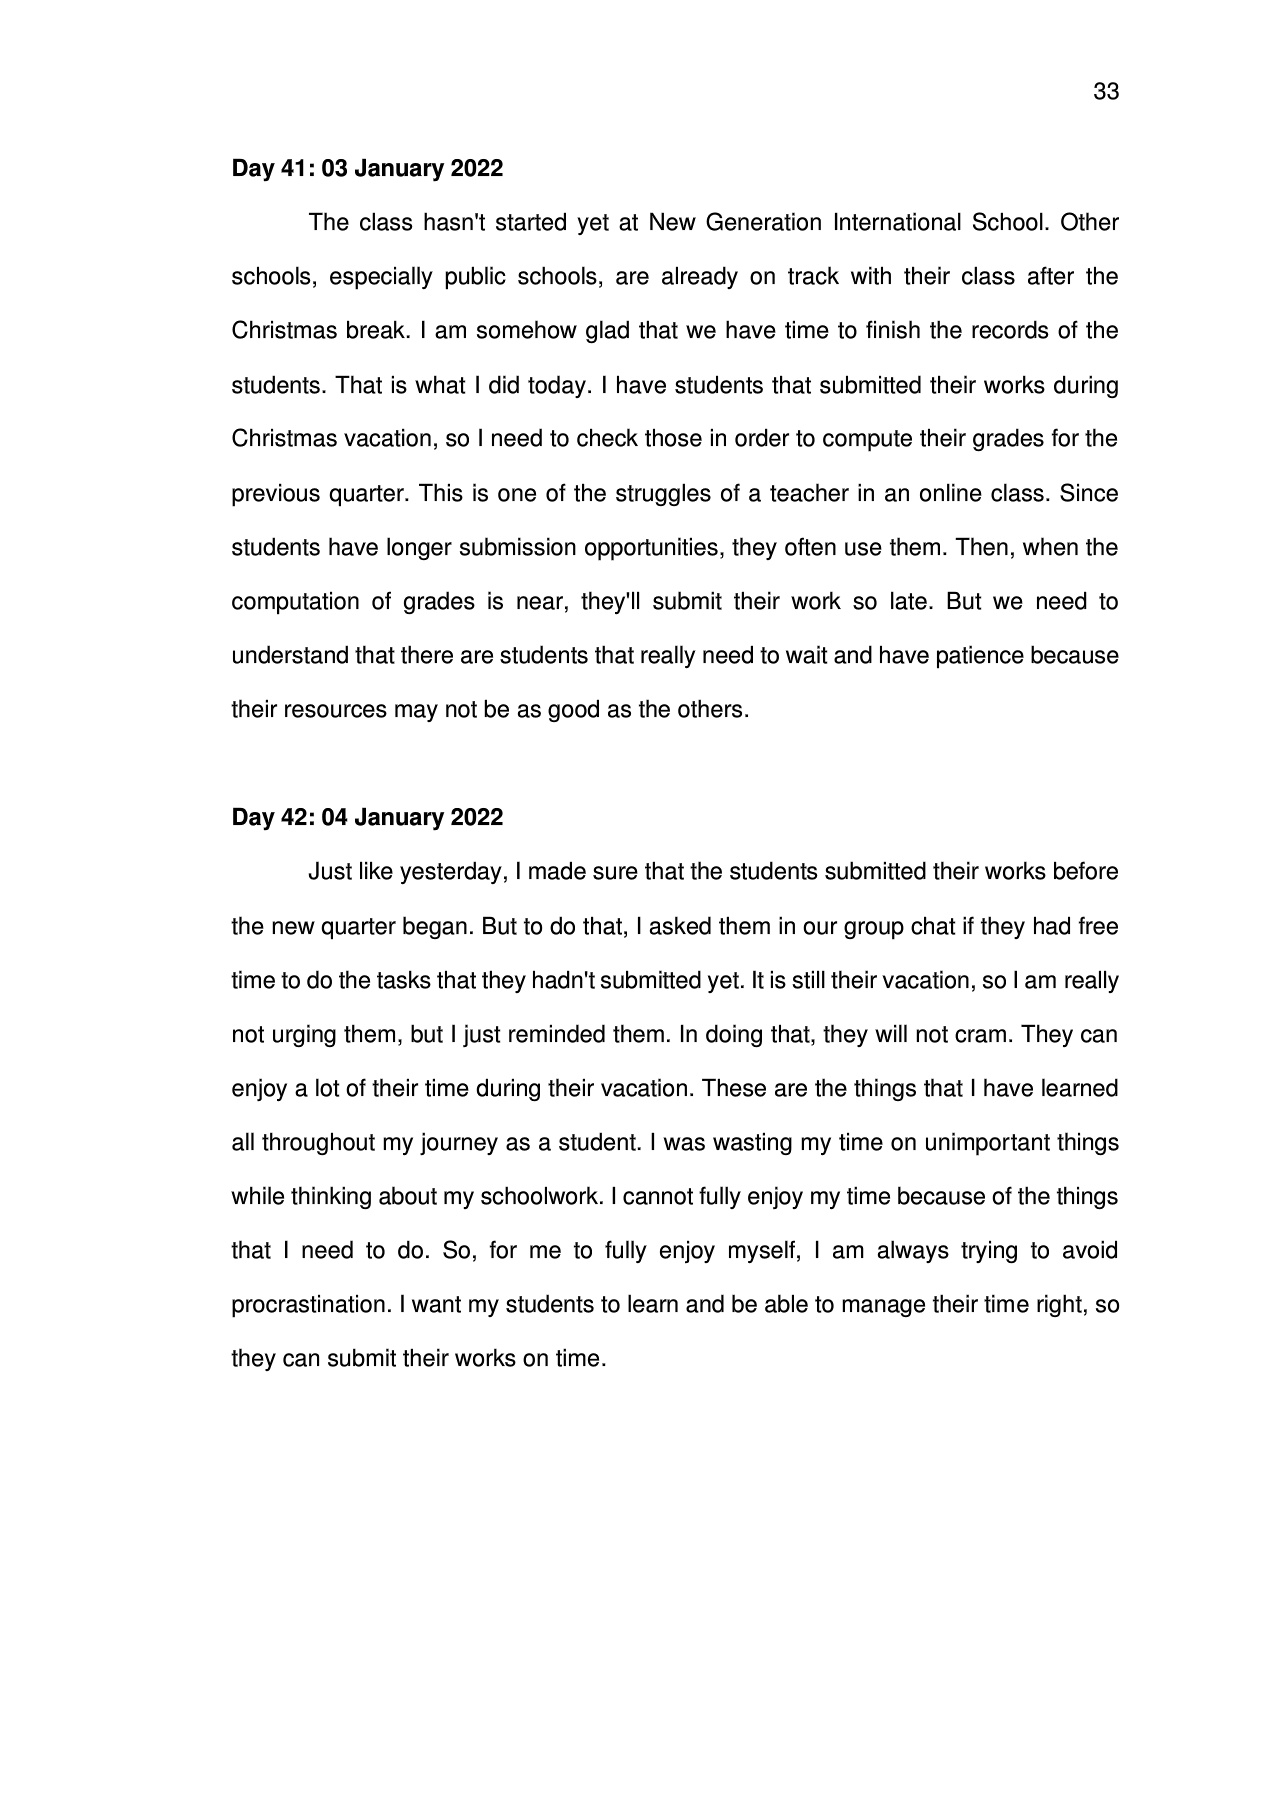 33
Day 41: 03 January 2022
The class hasn't started yet at New Generation International School. Other
schools, especially public schools, are already on track with their class after the
Christmas break. I am somehow glad that we have time to finish the records of the
students. That is what I did today. I have students that submitted their works during
Christmas vacation, so I need to check those in order to compute their grades for the
previous quarter. This is one of the struggles of a teacher in an online class. Since
students have longer submission opportunities, they often use them. Then, when the
computation of grades is near, they'll submit their work so late. But we need to
understand that there are students that really need to wait and have patience because
their resources may not be as good as the others.
Day 42: 04 January 2022
Just like yesterday, I made sure that the students submitted their works before
the new quarter began. But to do that, I asked them in our group chat if they had free
time to do the tasks that they hadn't submitted yet. It is still their vacation, so I am really
not urging them, but I just reminded them. In doing that, they will not cram. They can
enjoy a lot of their time during their vacation. These are the things that I have learned
all throughout my journey as a student. I was wasting my time on unimportant things
while thinking about my schoolwork. I cannot fully enjoy my time because of the things
that I need to do. So, for me to fully enjoy myself, I am always trying to avoid
procrastination. I want my students to learn and be able to manage their time right, so
they can submit their works on time.